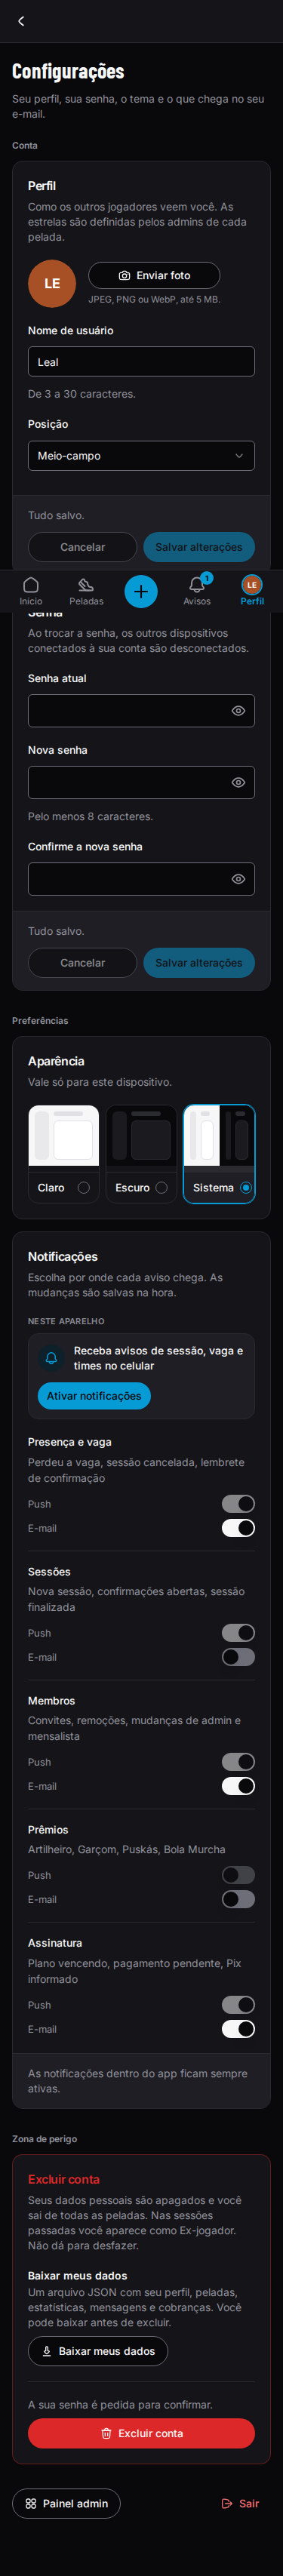 Configurações
Seu perfil, sua senha, o tema e o que chega no seu
e-mail.
Conta
Perfil
Como os outros jogadores veem você. As
estrelas são definidas pelos admins de cada
pelada.
LE
Enviar foto
JPEG, PNG ou WebP, até 5 MB.
Nome de usuário
Leal
De 3 a 30 caracteres.
Posição
Meio-campo
Tudo salvo.
Cancelar
Salvar alterações
Início
Peladas
1
Avisos
LE
Perfil
Senha
Ao trocar a senha, os outros dispositivos
conectados à sua conta são desconectados.
Senha atual
Nova senha
Pelo menos 8 caracteres.
Confirme a nova senha
Tudo salvo.
Cancelar
Salvar alterações
Preferências
Aparência
Vale só para este dispositivo.
Claro
Escuro
Sistema
Notificações
Escolha por onde cada aviso chega. As
mudanças são salvas na hora.
NESTE APARELHO
Receba avisos de sessão, vaga e
times no celular
Ativar notificações
Presença e vaga
Perdeu a vaga, sessão cancelada, lembrete
de confirmação
Push
E-mail
Sessões
Nova sessão, confirmações abertas, sessão
finalizada
Push
E-mail
Membros
Convites, remoções, mudanças de admin e
mensalista
Push
E-mail
Prêmios
Artilheiro, Garçom, Puskás, Bola Murcha
Push
E-mail
Assinatura
Plano vencendo, pagamento pendente, Pix
informado
Push
E-mail
As notificações dentro do app ficam sempre
ativas.
Zona de perigo
Excluir conta
Seus dados pessoais são apagados e você
sai de todas as peladas. Nas sessões
passadas você aparece como Ex-jogador.
Não dá para desfazer.
Baixar meus dados
Um arquivo JSON com seu perfil, peladas,
estatísticas, mensagens e cobranças. Você
pode baixar antes de excluir.
Baixar meus dados
A sua senha é pedida para confirmar.
Excluir conta
Painel admin
Sair